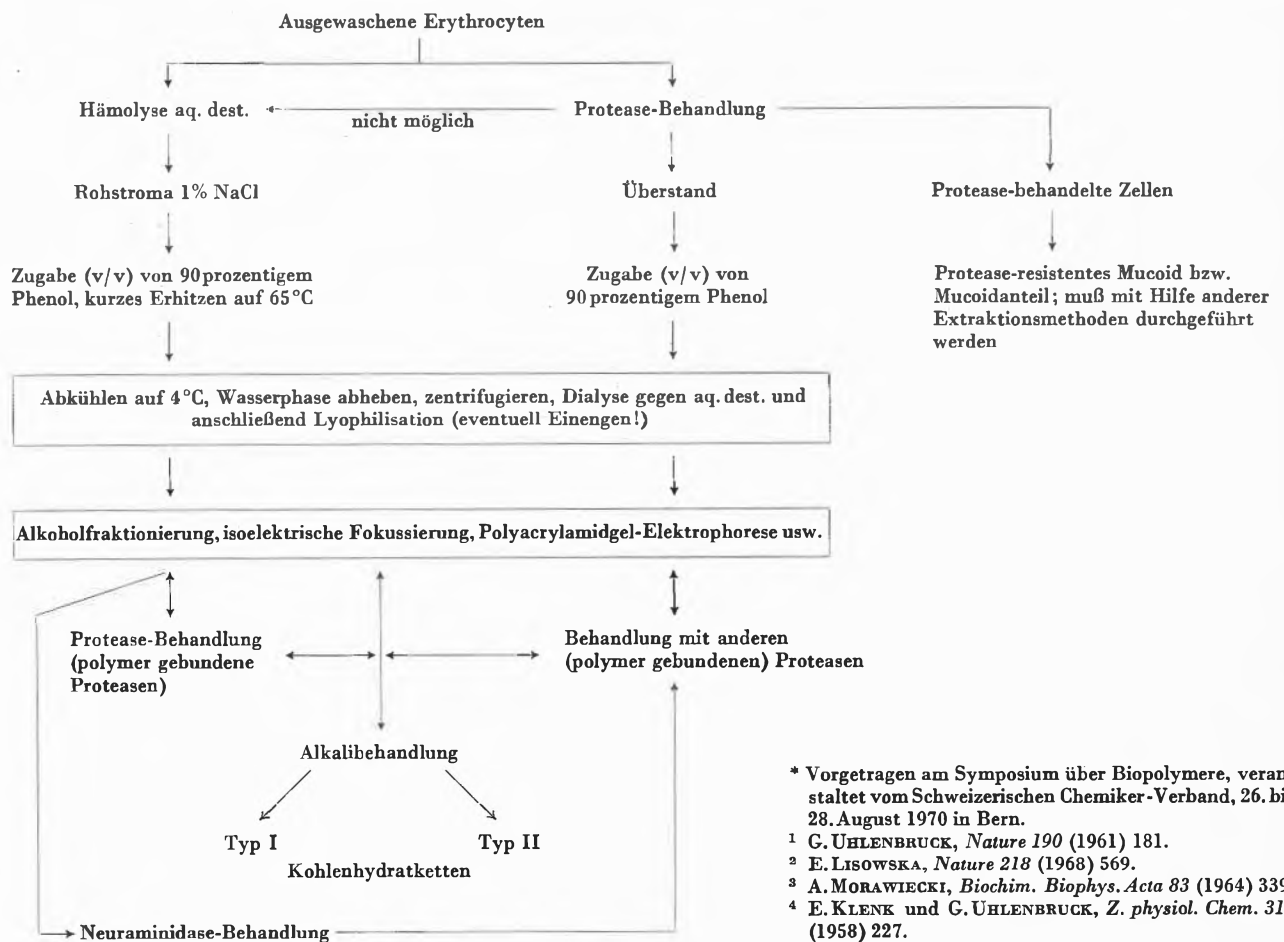 Ausgewaschene Erythrocyten
Hämolyse aq. dest.
nicht möglich
Protease-Behandlung
Rohstroma 1% NaCl
Überstand
Protease-behandelte Zellen
Zugabe (v/v) von 90prozentigem
Phenol, kurzes Erhitzen auf 65°C
Zugabe (v/v) von
90prozentigem Phenol
Protease-resistentes Mucoid bzw.
Mucoidanteil; muß mit Hilfe anderer
Extraktionsmethoden durchgeführt
werden
Abkühlen auf 4°C, Wasserphase abheben, zentrifugieren, Dialyse gegen aq. dest. und
anschließend Lyophilisation (eventuell Einengen!)
Alkoholfraktionierung, isoelektrische Fokussierung, Polyacrylamidgel-Elektrophorese usw.
Protease-Behandlung
(polymer gebundene
Proteasen)
Behandlung mit anderen
(polymer gebundenen) Proteasen
Alkalibehandlung
Typ I
Typ II
Kohlenhydratketten
Neuraminidase-Behandlung
* Vorgetragen am Symposium über Biopolymere, veran
staltet vom Schweizerischen Chemiker-Verband, 26. bi
28. August 1970 in Bern.
1 G. UHLENBRUCK, Nature 190 (1961) 181.
2 E. LISOWSKA, Nature 218 (1968) 569.
3 A. MORAWIECKI, Biochim. Biophys. Acta 83 (1964) 339
4 E. KLENK und G. UHLENBRUCK, Z. physiol. Chem. 31
(1958) 227.